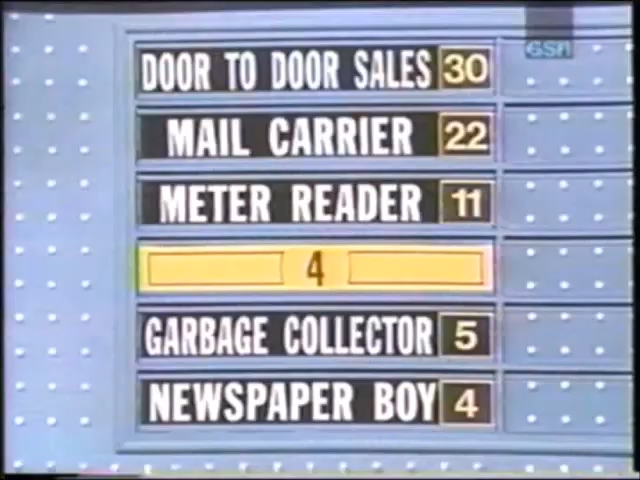 GSN
DOOR TO DOOR SALES 30
MAIL CARRIER 22
METER READER 11
4
GARBAGE COLLECTOR 5
NEWSPAPER BOY 4